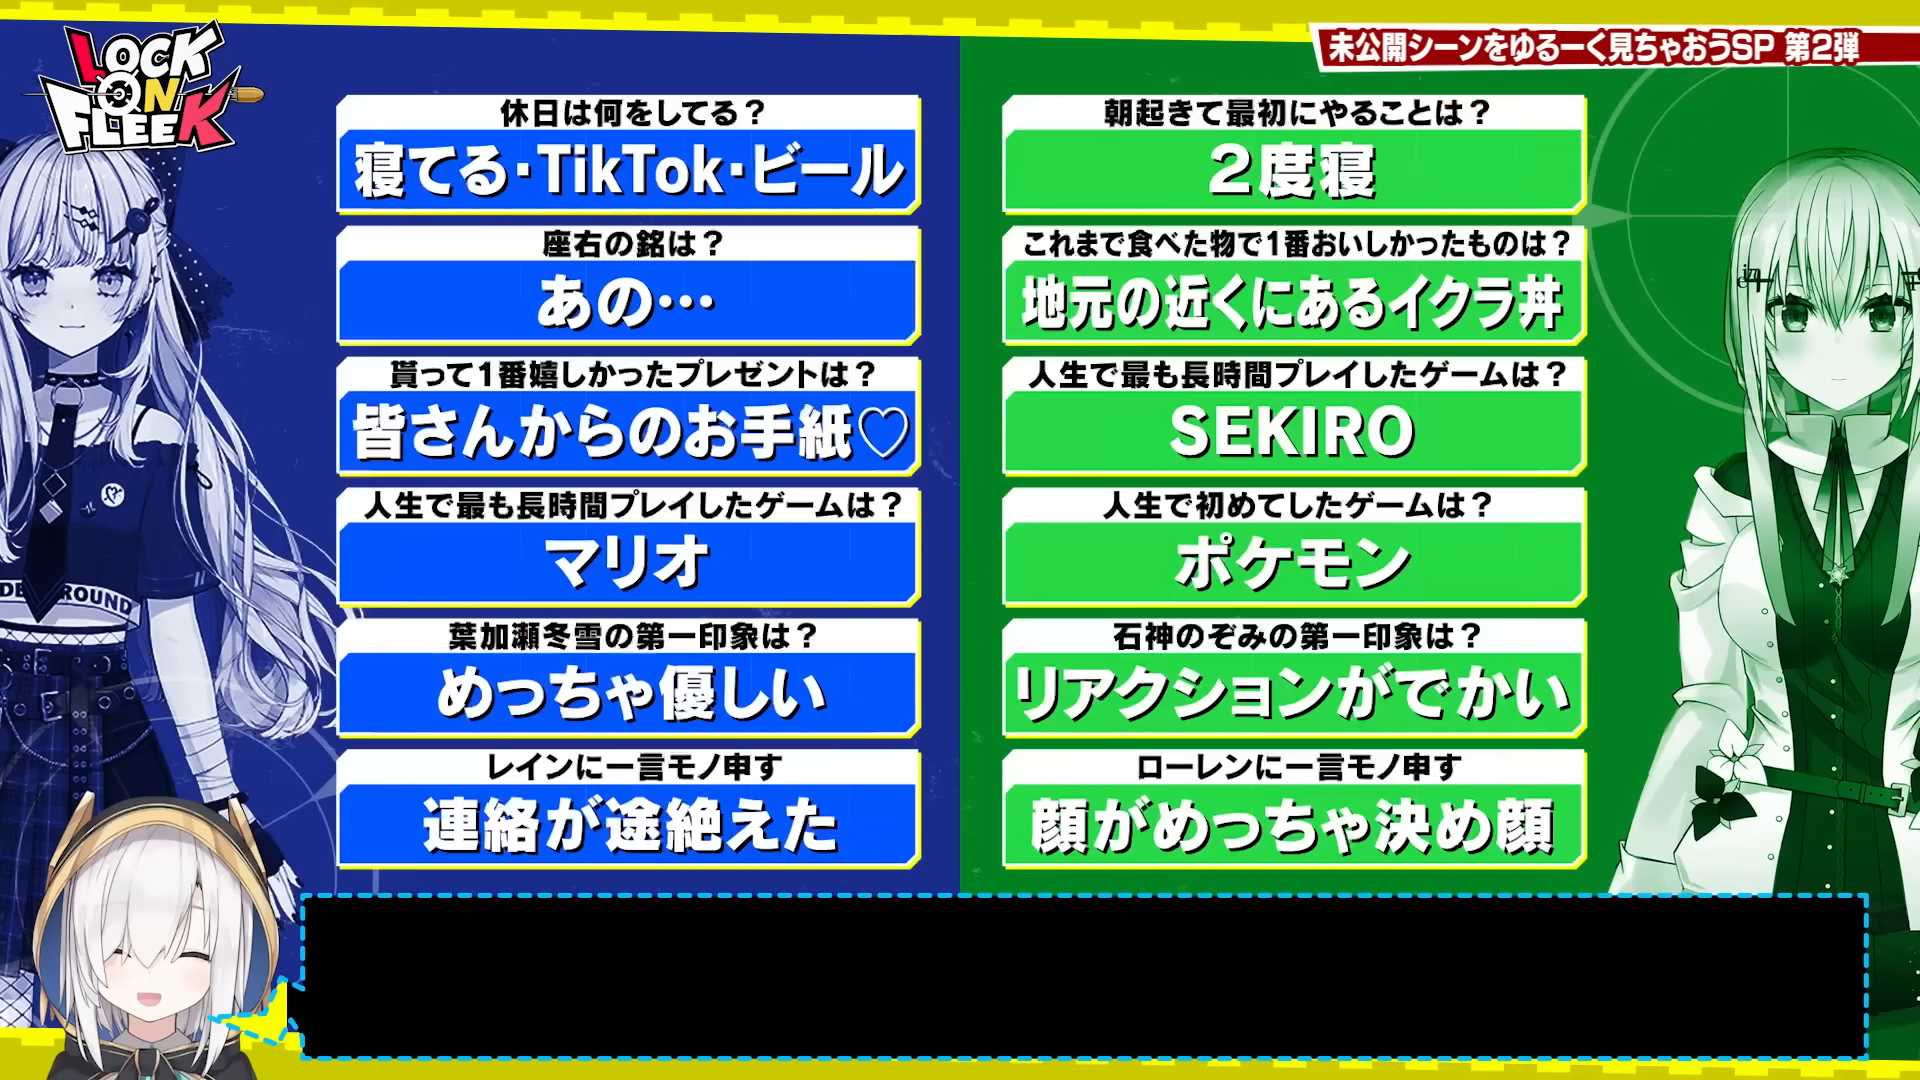 LOCK ON FLEEK
未公開シーンをゆるーく見ちゃおうSP 第2弾
休日は何をしてる？
寝てる・TikTok・ビール
座右の銘は？
あの…
貰って1番嬉しかったプレゼントは？
皆さんからのお手紙♡
人生で最も長時間プレイしたゲームは？
マリオ
葉加瀬冬雪の第一印象は？
めっちゃ優しい
レインに一言モノ申す
連絡が途絶えた
朝起きて最初にやることは？
２度寝
これまで食べた物で1番おいしかったものは？
地元の近くにあるイクラ丼
人生で最も長時間プレイしたゲームは？
SEKIRO
人生で初めてしたゲームは？
ポケモン
石神のぞみの第一印象は？
リアクションがでかい
ローレンに一言モノ申す
顔がめっちゃ決め顔